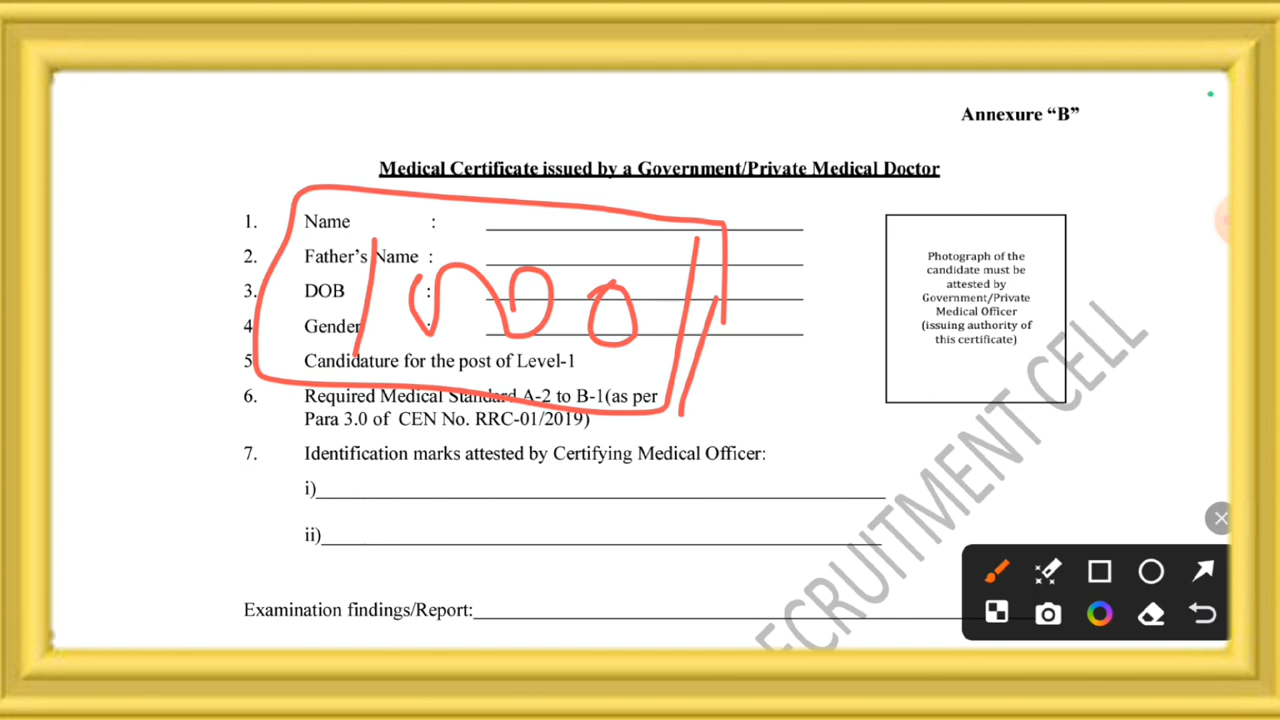 Annexure “B”
Medical Certificate issued by a Government/Private Medical Doctor
1. Name :
2. Father’s Name :
3. DOB :
4 Gender :
5 Candidature for the post of Level-1
6. Required Medical Standard A-2 to B-1(as per
Para 3.0 of CEN No. RRC-01/2019)
7. Identification marks attested by Certifying Medical Officer:
i)
ii)
Examination findings/Report:
Photograph of the
candidate must be
attested by
Government/Private
Medical Officer
(issuing authority of
this certificate)
ECRUITMENT CELL